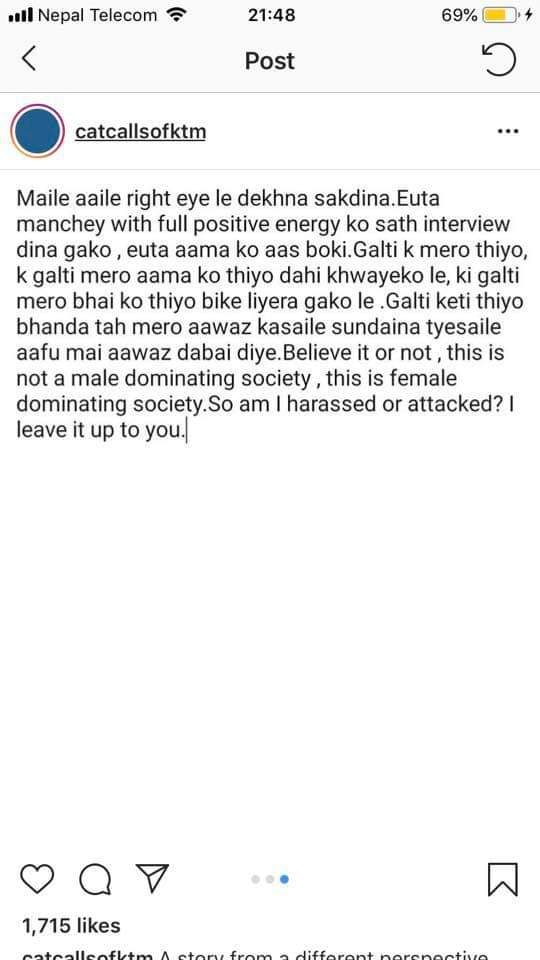 Nepal Telecom 21:48 69%
Post
catcallsofktm
Maile aaile right eye le dekhna sakdina.Euta
manchey with full positive energy ko sath interview
dina gako , euta aama ko aas boki.Galti k mero thiyo,
k galti mero aama ko thiyo dahi khwayeko le, ki galti
mero bhai ko thiyo bike liyera gako le .Galti keti thiyo
bhanda tah mero aawaz kasaile sundaina tyesaile
aafu mai aawaz dabai diye.Believe it or not , this is
not a male dominating society , this is female
dominating society.So am I harassed or attacked? I
leave it up to you.
1,715 likes
catcallsofktm A story from a different perspective